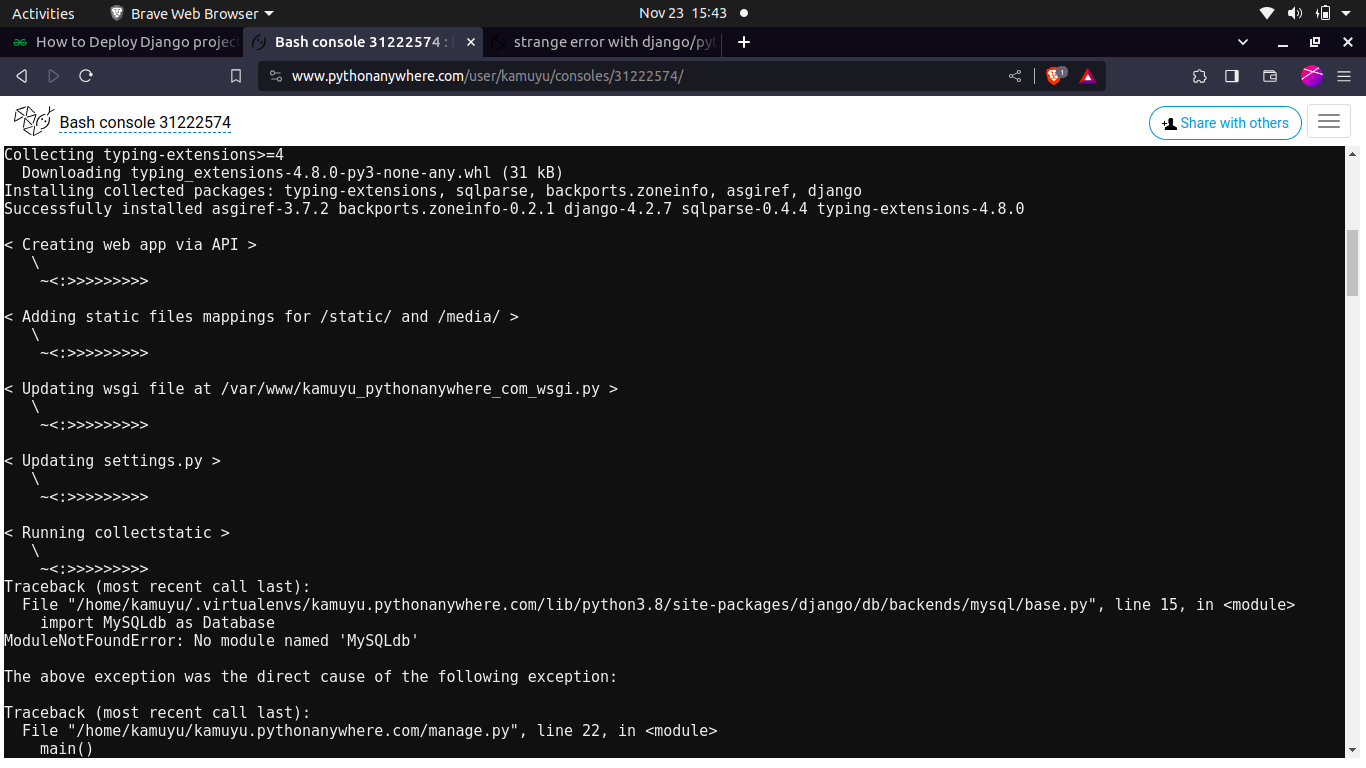 Activities
Brave Web Browser
Nov 23 15:43
How to Deploy Django projec
Bash console 31222574 :
strange error with django/pyt
www.pythonanywhere.com/user/kamuyu/consoles/31222574/
1
Bash console 31222574
Share with others
Collecting typing-extensions>=4
  Downloading typing_extensions-4.8.0-py3-none-any.whl (31 kB)
Installing collected packages: typing-extensions, sqlparse, backports.zoneinfo, asgiref, django
Successfully installed asgiref-3.7.2 backports.zoneinfo-0.2.1 django-4.2.7 sqlparse-0.4.4 typing-extensions-4.8.0
< Creating web app via API >
   \
    ~<:>>>>>>>>>
< Adding static files mappings for /static/ and /media/ >
   \
    ~<:>>>>>>>>>
< Updating wsgi file at /var/www/kamuyu_pythonanywhere_com_wsgi.py >
   \
    ~<:>>>>>>>>>
< Updating settings.py >
   \
    ~<:>>>>>>>>>
< Running collectstatic >
   \
    ~<:>>>>>>>>>
Traceback (most recent call last):
  File "/home/kamuyu/.virtualenvs/kamuyu.pythonanywhere.com/lib/python3.8/site-packages/django/db/backends/mysql/base.py", line 15, in <module>
    import MySQLdb as Database
ModuleNotFoundError: No module named 'MySQLdb'
The above exception was the direct cause of the following exception:
Traceback (most recent call last):
  File "/home/kamuyu/kamuyu.pythonanywhere.com/manage.py", line 22, in <module>
    main()